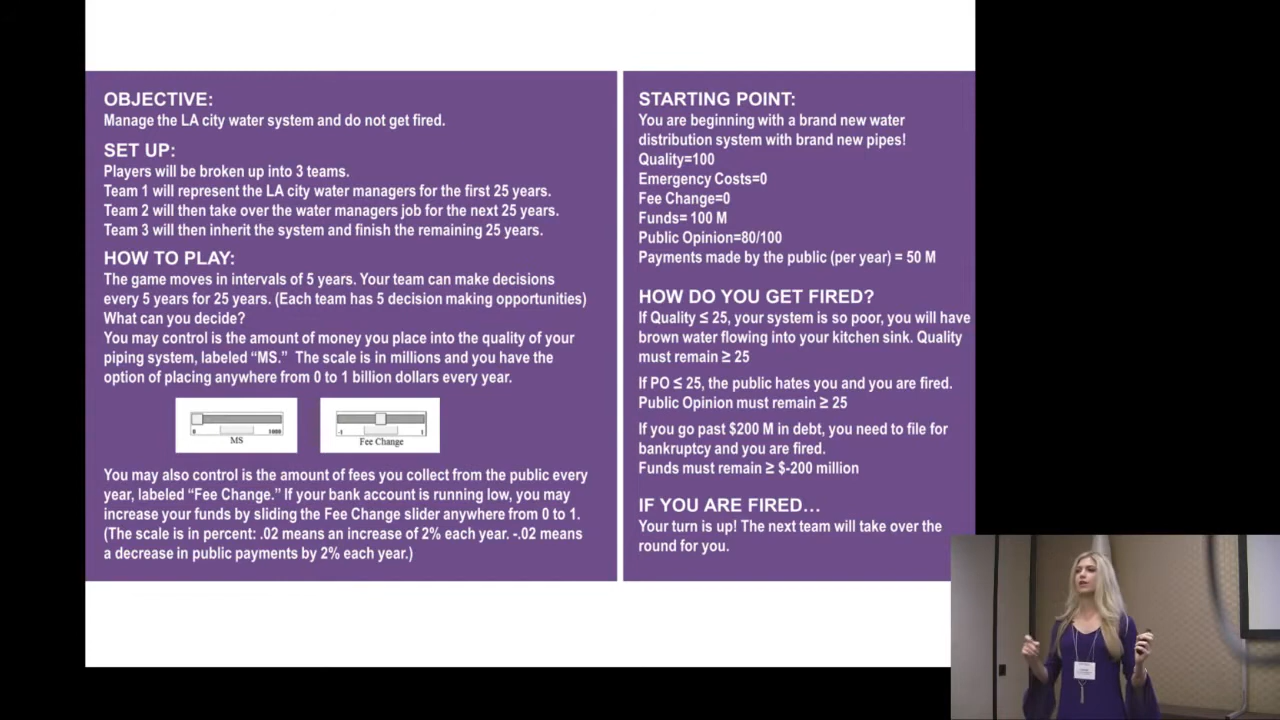 OBJECTIVE:
Manage the LA city water system and do not get fired.
SET UP:
Players will be broken up into 3 teams.
Team 1 will represent the LA city water managers for the first 25 years.
Team 2 will then take over the water managers job for the next 25 years.
Team 3 will then inherit the system and finish the remaining 25 years.
HOW TO PLAY:
The game moves in intervals of 5 years. Your team can make decisions
every 5 years for 25 years. (Each team has 5 decision making opportunities)
What can you decide?
You may control is the amount of money you place into the quality of your
piping system, labeled “MS.” The scale is in millions and you have the
option of placing anywhere from 0 to 1 billion dollars every year.
0 1000
MS
-1 1
Fee Change
You may also control is the amount of fees you collect from the public every
year, labeled “Fee Change.” If your bank account is running low, you may
increase your funds by sliding the Fee Change slider anywhere from 0 to 1.
(The scale is in percent: .02 means an increase of 2% each year. -.02 means
a decrease in public payments by 2% each year.)
STARTING POINT:
You are beginning with a brand new water
distribution system with brand new pipes!
Quality=100
Emergency Costs=0
Fee Change=0
Funds= 100 M
Public Opinion=80/100
Payments made by the public (per year) = 50 M
HOW DO YOU GET FIRED?
If Quality ≤ 25, your system is so poor, you will have
brown water flowing into your kitchen sink. Quality
must remain ≥ 25
If PO ≤ 25, the public hates you and you are fired.
Public Opinion must remain ≥ 25
If you go past $200 M in debt, you need to file for
bankruptcy and you are fired.
Funds must remain ≥ $-200 million
IF YOU ARE FIRED…
Your turn is up! The next team will take over the
round for you.